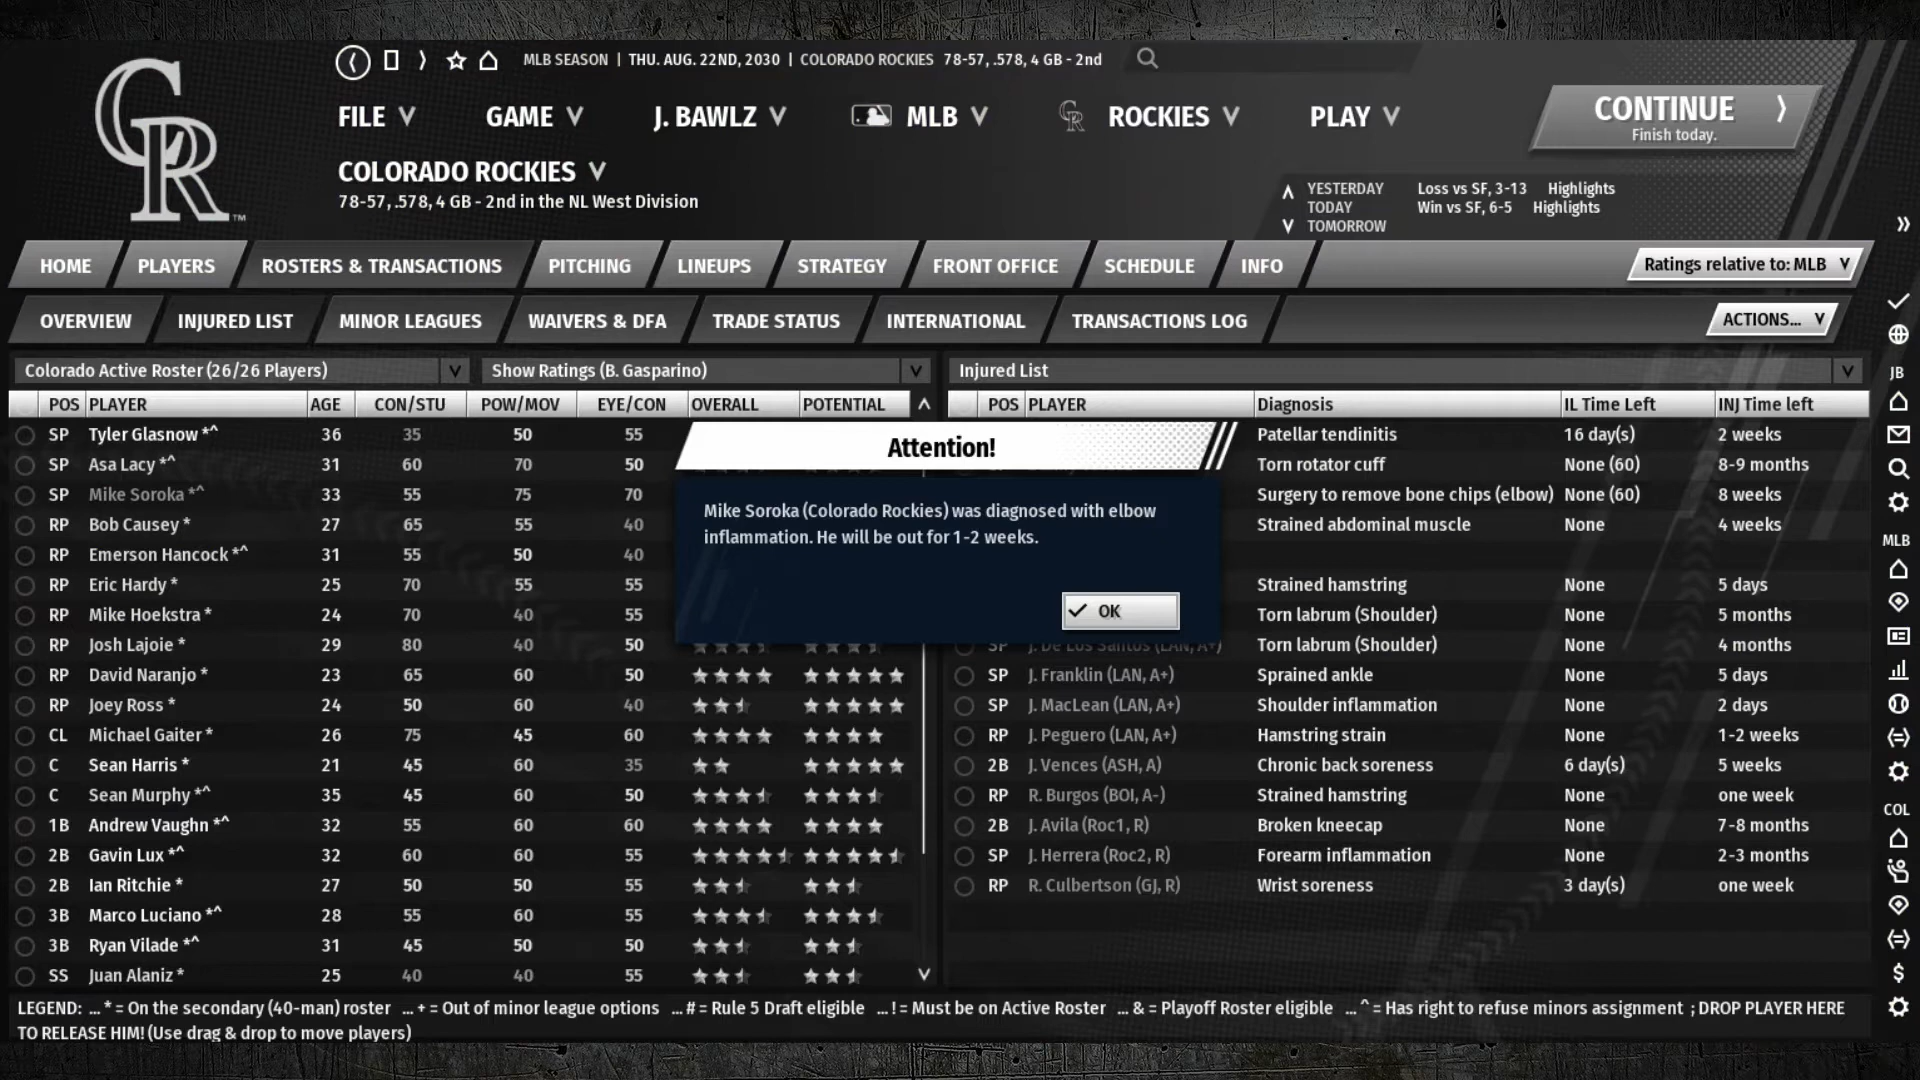 MLB SEASON | THU. AUG. 22ND, 2030 | COLORADO ROCKIES 78-57, .578, 4 GB - 2nd
CR
™
FILE GAME J. BAWLZ MLB ROCKIES PLAY
CONTINUE
Finish today.
COLORADO ROCKIES
78-57, .578, 4 GB - 2nd in the NL West Division
YESTERDAY Loss vs SF, 3-13 Highlights
TODAY Win vs SF, 6-5 Highlights
TOMORROW
HOME PLAYERS ROSTERS & TRANSACTIONS PITCHING LINEUPS STRATEGY FRONT OFFICE SCHEDULE INFO Ratings relative to: MLB
OVERVIEW INJURED LIST MINOR LEAGUES WAIVERS & DFA TRADE STATUS INTERNATIONAL TRANSACTIONS LOG ACTIONS...
Colorado Active Roster (26/26 Players) Show Ratings (B. Gasparino)
POS PLAYER AGE CON/STU POW/MOV EYE/CON OVERALL POTENTIAL
SP Tyler Glasnow *^ 36 35 50 55
SP Asa Lacy *^ 31 60 70 50
SP Mike Soroka *^ 33 55 75 70
RP Bob Causey * 27 65 55 40
RP Emerson Hancock *^ 31 55 50 40
RP Eric Hardy * 25 70 55 55
RP Mike Hoekstra * 24 70 40 50
RP Josh Lajoie * 29 80 40 50
RP David Naranjo * 23 65 60 50
RP Joey Ross * 24 50 60 40
CL Michael Gaiter * 26 75 45 60
C Sean Harris * 21 45 60 35
C Sean Murphy *^ 35 45 60 50
1B Andrew Vaughn *^ 32 55 60 60
2B Gavin Lux *^ 32 60 60 55
2B Ian Ritchie * 27 50 50 55
3B Marco Luciano *^ 28 55 60 55
3B Ryan Vilade *^ 31 45 50 50
SS Juan Alaniz * 25 40 40 55
Attention!
Mike Soroka (Colorado Rockies) was diagnosed with elbow
inflammation. He will be out for 1-2 weeks.
OK
Injured List
POS PLAYER Diagnosis IL Time Left INJ Time left
Patellar tendinitis 16 day(s) 2 weeks
Torn rotator cuff None (60) 8-9 months
Surgery to remove bone chips (elbow) None (60) 8 weeks
Strained abdominal muscle None 4 weeks
Strained hamstring None 5 days
Torn labrum (Shoulder) None 5 months
SP J. De Los Santos (LAN, A+) Torn labrum (Shoulder) None 4 months
SP J. Franklin (LAN, A+) Sprained ankle None 5 days
SP J. MacLean (LAN, A+) Shoulder inflammation None 2 days
RP J. Peguero (LAN, A+) Hamstring strain None 1-2 weeks
2B J. Vences (ASH, A) Chronic back soreness 6 day(s) 5 weeks
RP R. Burgos (BOI, A-) Strained hamstring None one week
2B J. Avila (Roc1, R) Broken kneecap None 7-8 months
SP J. Herrera (Roc2, R) Forearm inflammation None 2-3 months
RP R. Culbertson (GJ, R) Wrist soreness 3 day(s) one week
JB
MLB
COL
$
LEGEND: ... * = On the secondary (40-man) roster ... + = Out of minor league options ... # = Rule 5 Draft eligible ... ! = Must be on Active Roster ... & = Playoff Roster eligible ... ^ = Has right to refuse minors assignment ; DROP PLAYER HERE
TO RELEASE HIM! (Use drag & drop to move players)